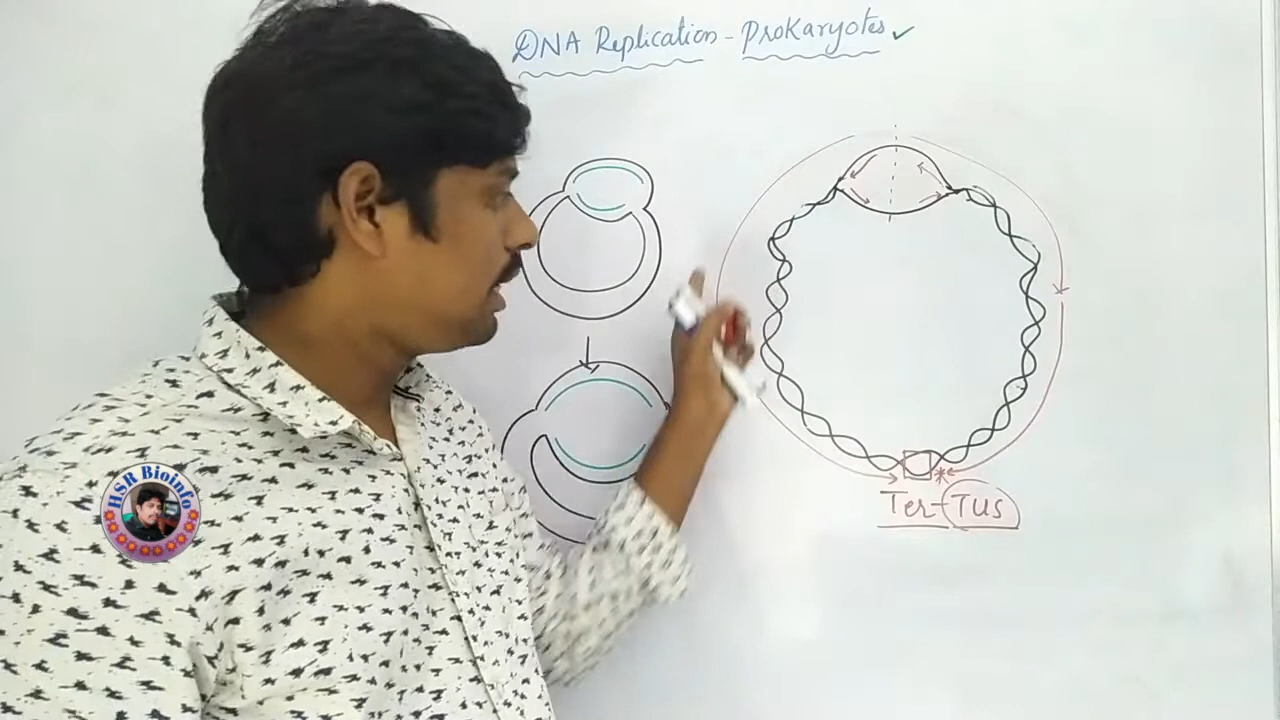 DNA Replication - Prokaryotes
HSR Bioinfo
Ter-Tus